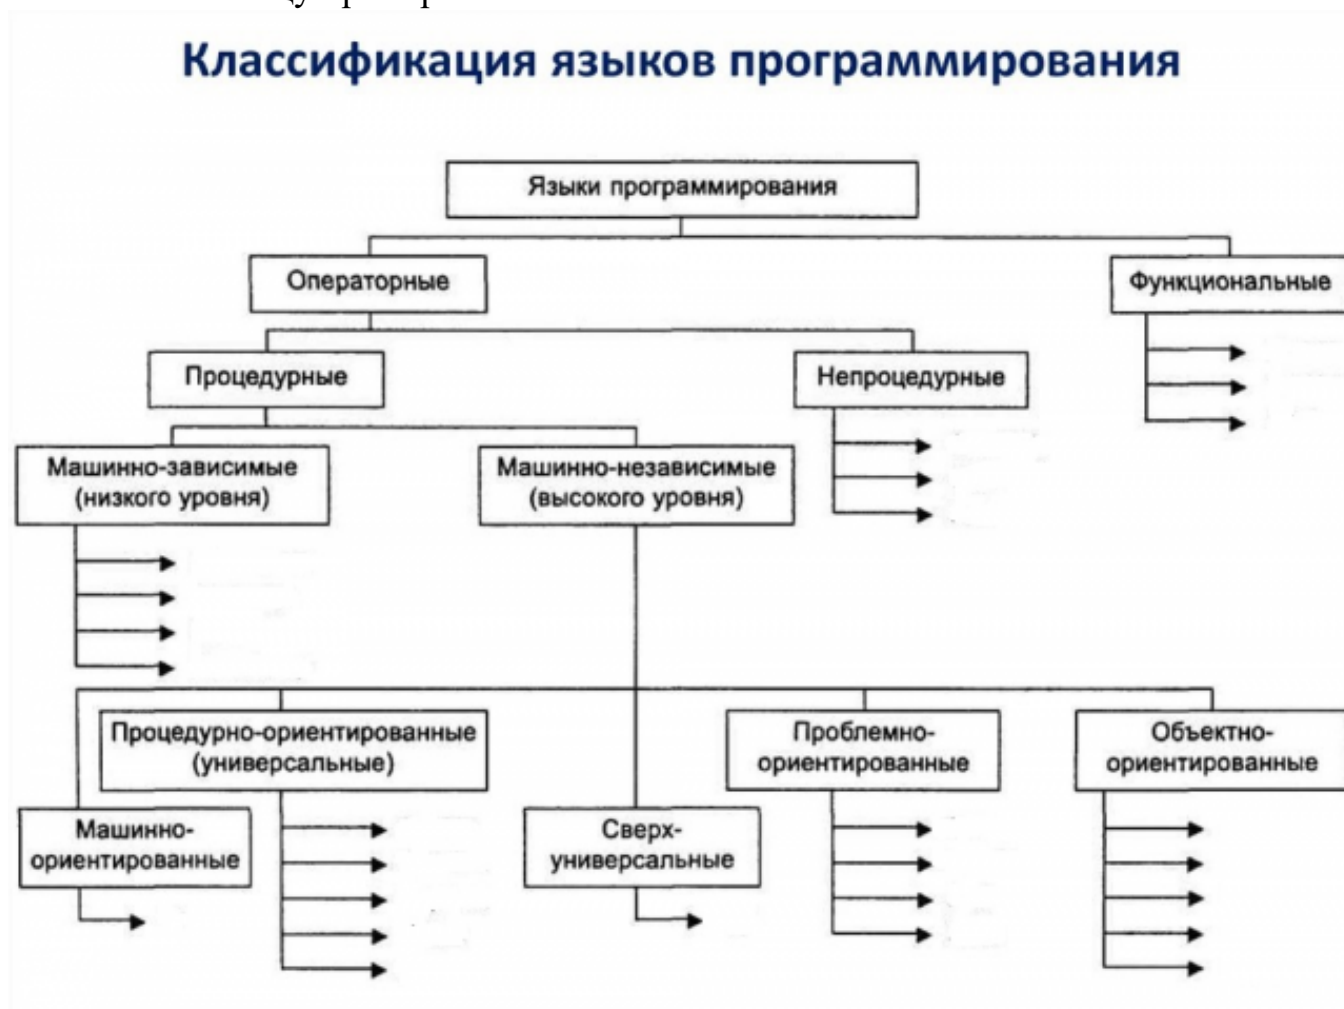 Классификация языков программирования
Языки программирования
Операторные
Функциональные
Процедурные
Непроцедурные
Машинно-зависимые
(низкого уровня)
Машинно-независимые
(высокого уровня)
Процедурно-ориентированные
(универсальные)
Проблемно-
ориентированные
Объектно-
ориентированные
Машинно-
ориентированные
Сверх-
универсальные